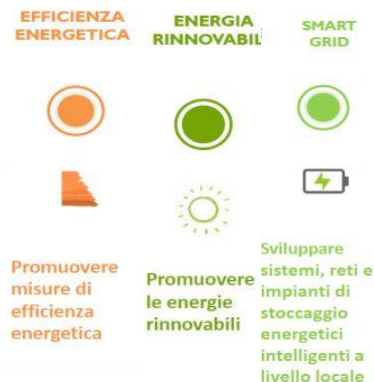 EFFICIENZA
ENERGETICA
ENERGIA
RINNOVABIL
SMART
GRID
Promuovere
misure di
efficienza
energetica
Promuovere
le energie
rinnovabili
Sviluppare
sistemi, reti e
impianti di
stoccaggio
energetici
intelligenti a
livello locale